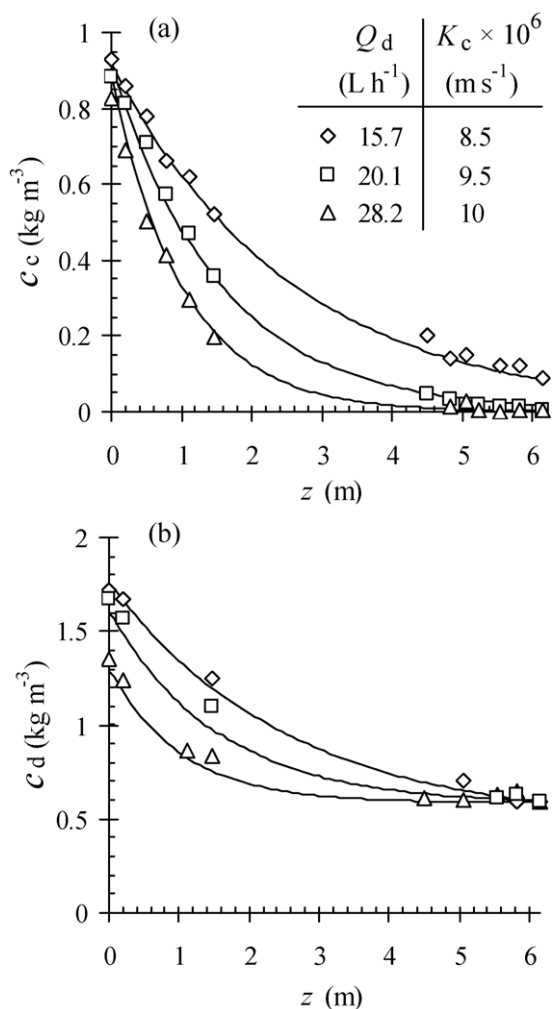 (a)
Q d K c × 10⁶
(L h⁻¹) (m s⁻¹)
15.7 8.5
20.1 9.5
28.2 10
1
0.8
0.6
0.4
0.2
0
c c (kg m⁻³)
0 1 2 3 4 5 6
z (m)
(b)
2
1.5
1
0.5
0
c d (kg m⁻³)
0 1 2 3 4 5 6
z (m)